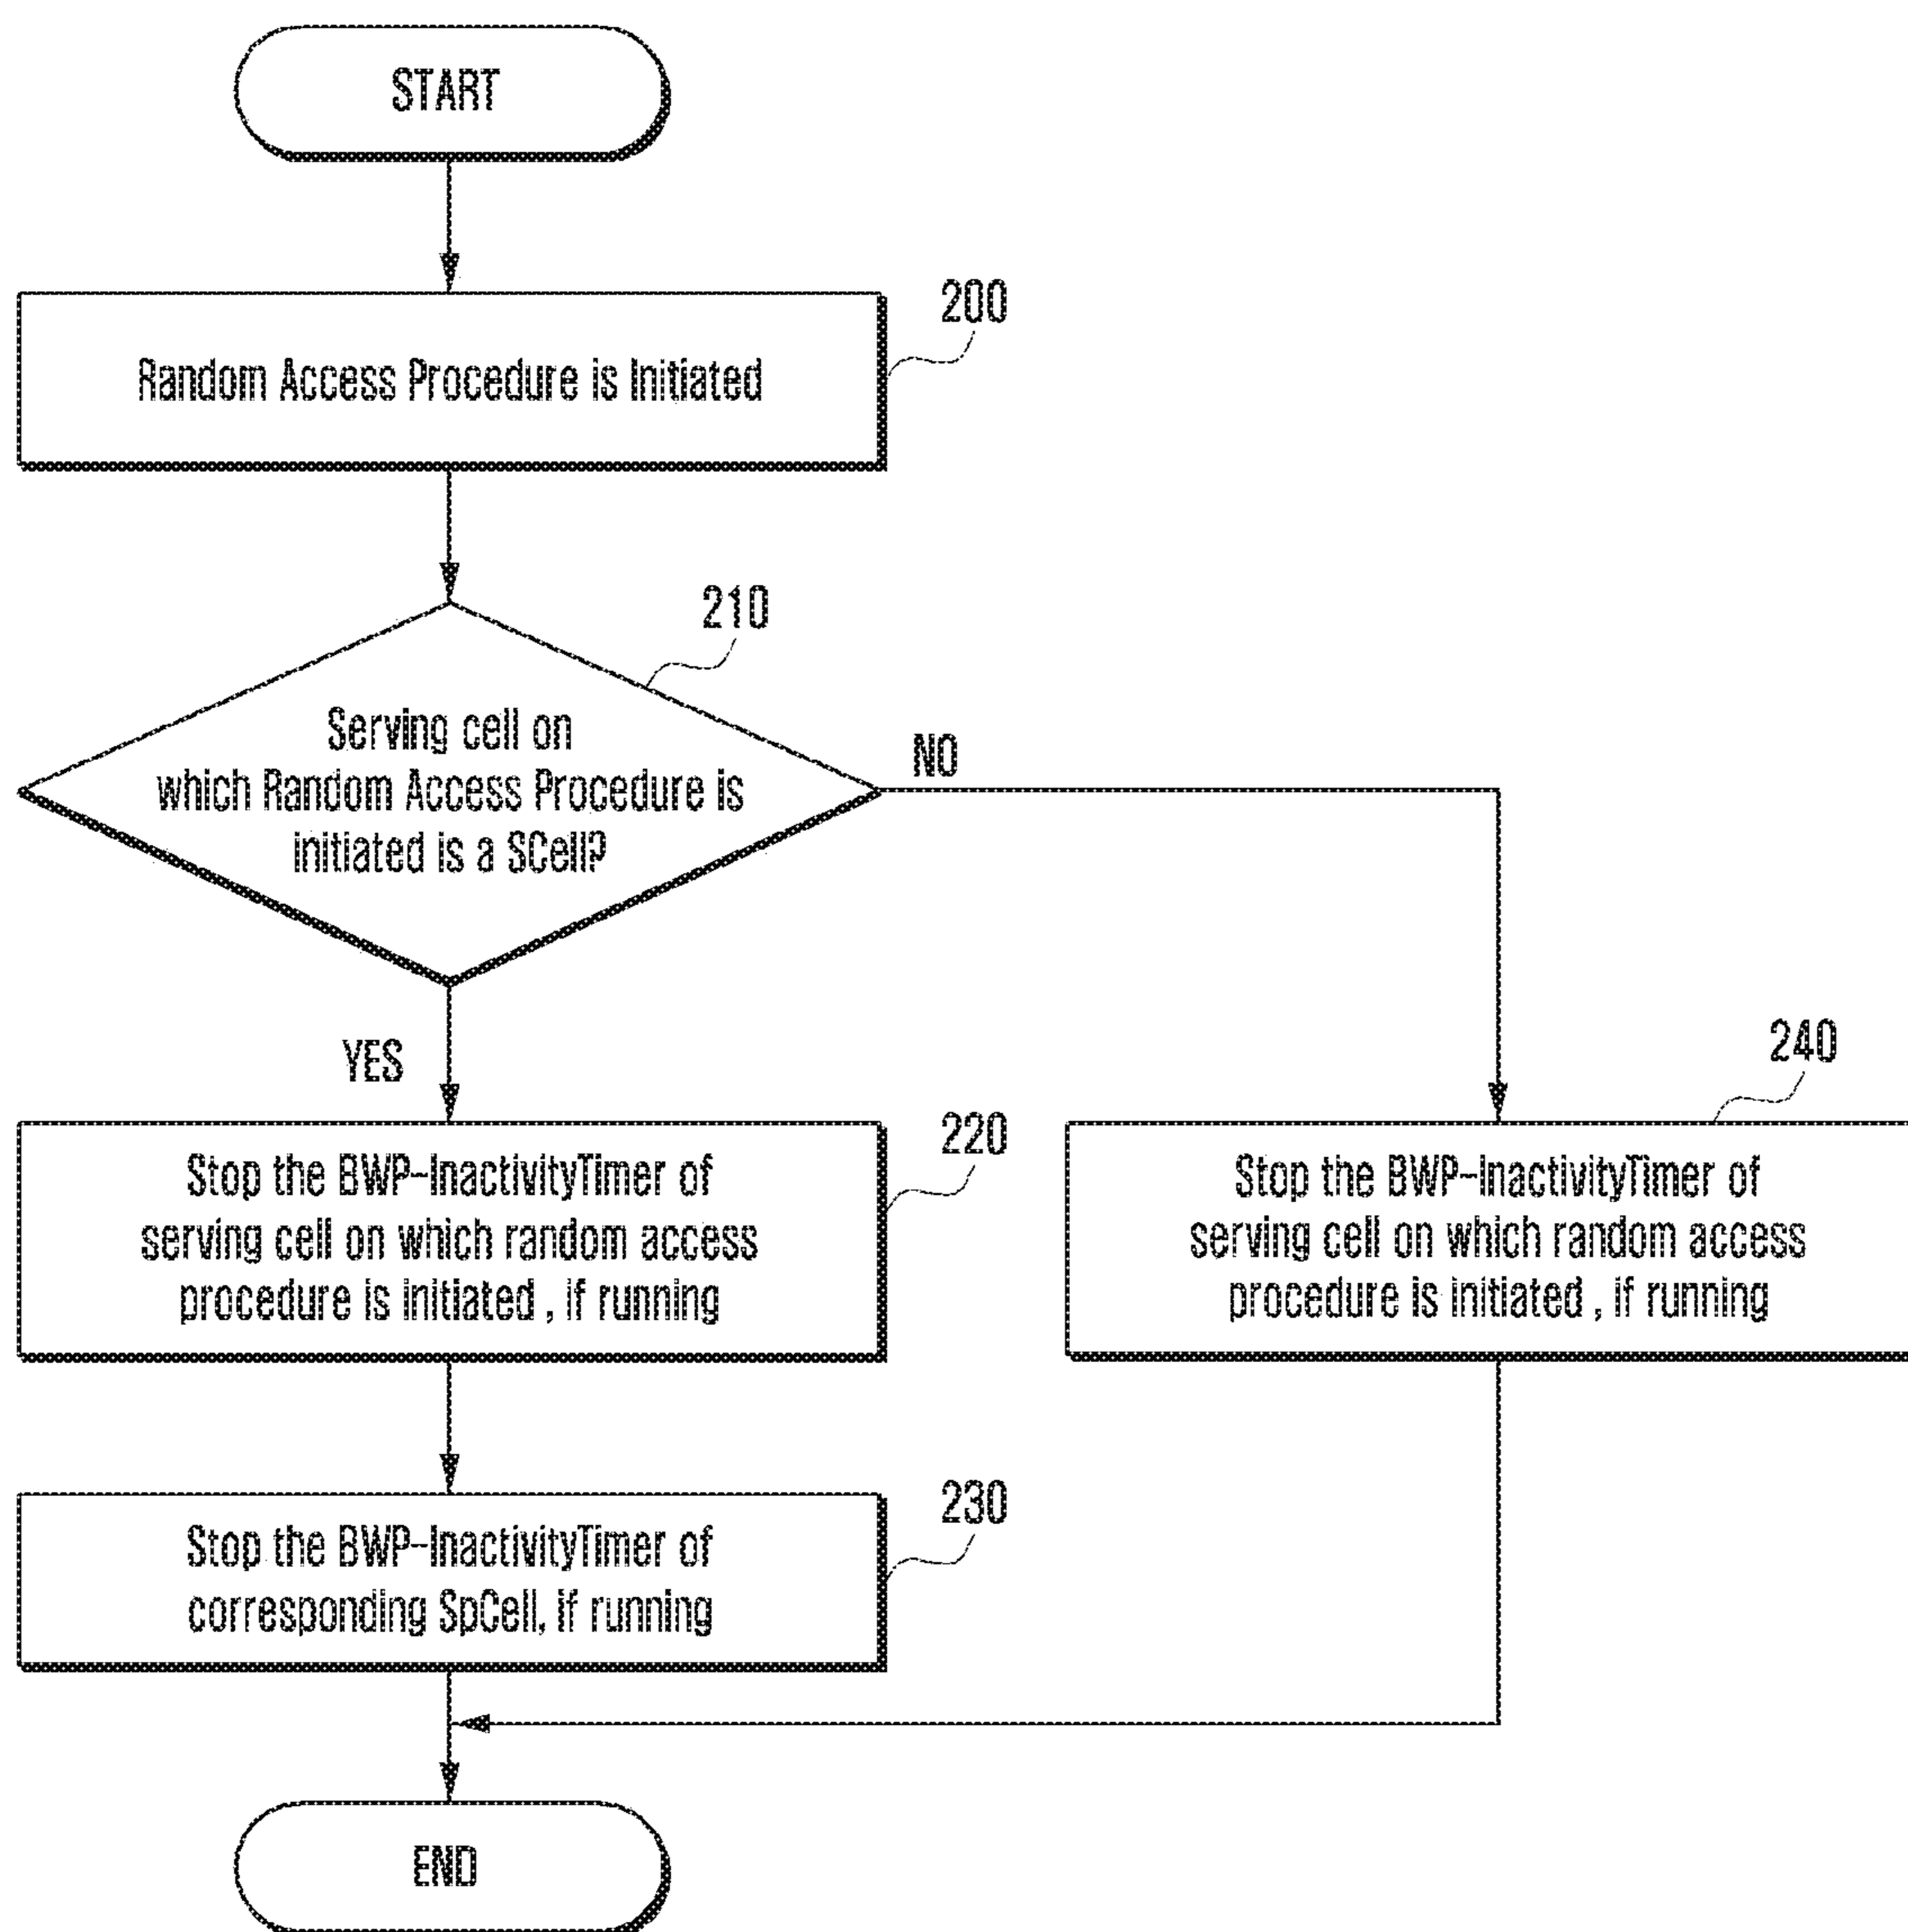 START
200
Random Access Procedure is Initiated
210
Serving cell on
which Random Access Procedure is
initiated is a SCell?
NO
YES
240
220
Stop the BWP-InactivityTimer of
serving cell on which random access
procedure is initiated , if running
Stop the BWP-InactivityTimer of
serving cell on which random access
procedure is initiated , if running
230
Stop the BWP-InactivityTimer of
corresponding SpCell, if running
END